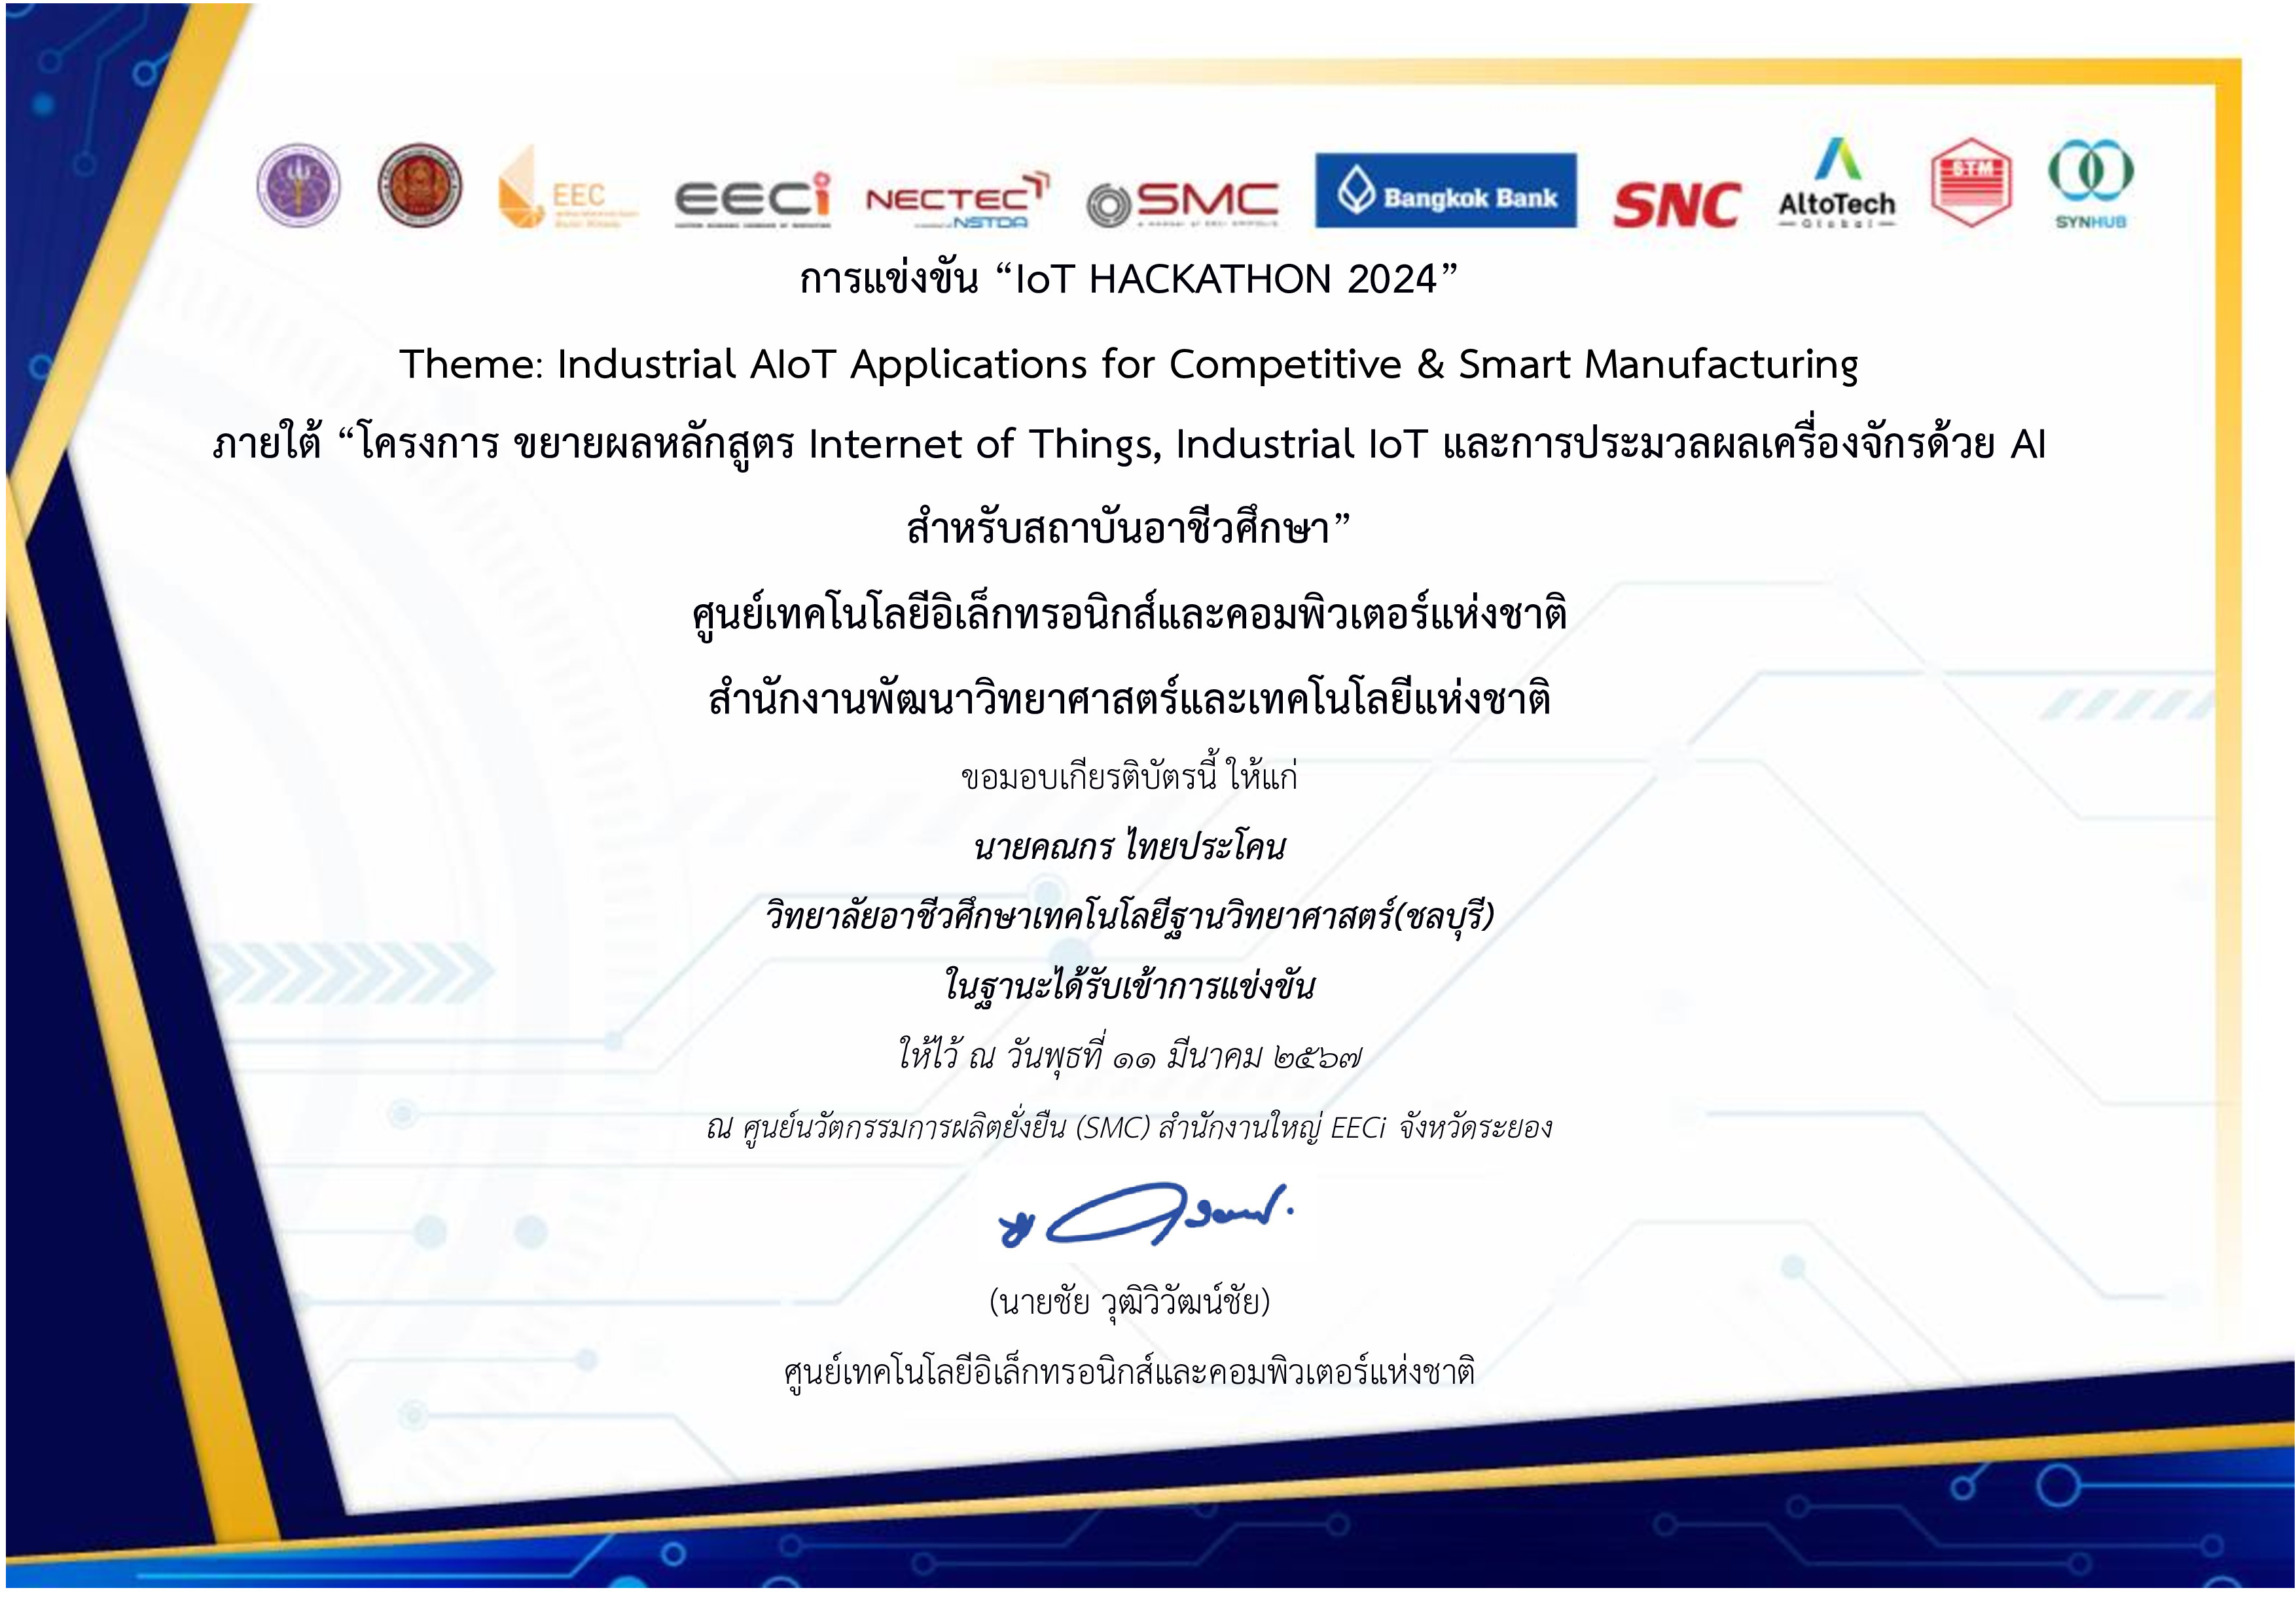 EEC
EECi
NECTEC
NSTDA
SMC
Bangkok Bank
SNC
AltoTech
Global
STM
SYNHUB
การแข่งขัน “IoT HACKATHON 2024”
Theme: Industrial AIoT Applications for Competitive & Smart Manufacturing
ภายใต้ “โครงการ ขยายผลหลักสูตร Internet of Things, Industrial IoT และการประมวลผลเครื่องจักรด้วย AI
สำหรับสถาบันอาชีวศึกษา”
ศูนย์เทคโนโลยีอิเล็กทรอนิกส์และคอมพิวเตอร์แห่งชาติ
สำนักงานพัฒนาวิทยาศาสตร์และเทคโนโลยีแห่งชาติ
ขอมอบเกียรติบัตรนี้ ให้แก่
นายคณกร ไทยประโคน
วิทยาลัยอาชีวศึกษาเทคโนโลยีฐานวิทยาศาสตร์(ชลบุรี)
ในฐานะได้รับเข้าการแข่งขัน
ให้ไว้ ณ วันพุธที่ ๑๑ มีนาคม ๒๕๖๗
ณ ศูนย์นวัตกรรมการผลิตยั่งยืน (SMC) สำนักงานใหญ่ EECi จังหวัดระยอง
(นายชัย วุฒิวิวัฒน์ชัย)
ศูนย์เทคโนโลยีอิเล็กทรอนิกส์และคอมพิวเตอร์แห่งชาติ